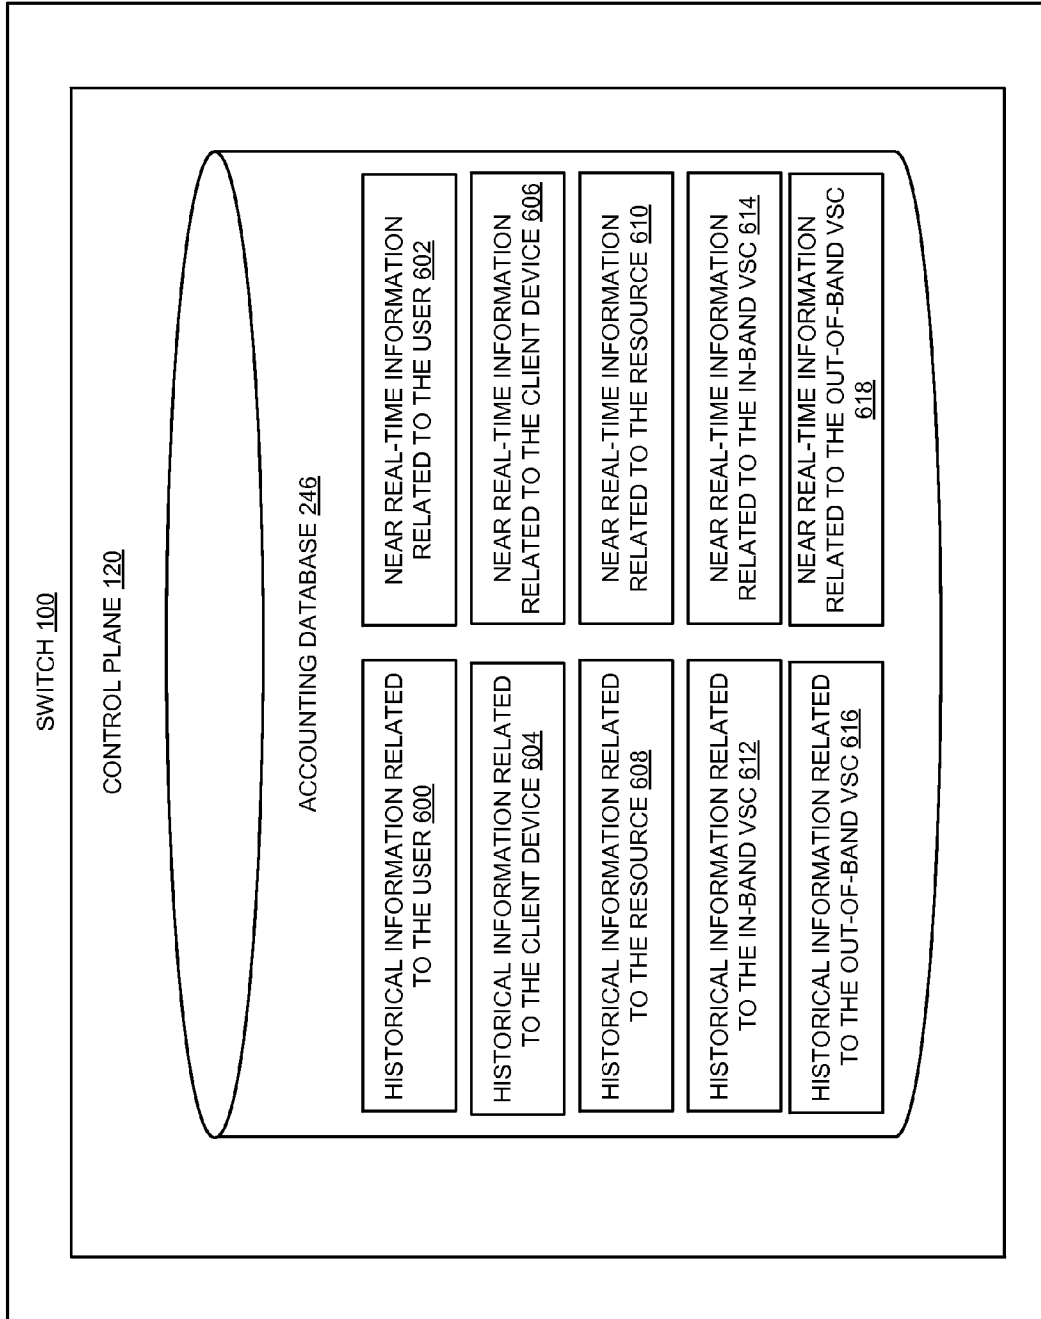 SWITCH 100
CONTROL PLANE 120
ACCOUNTING DATABASE 246
HISTORICAL INFORMATION RELATED
TO THE USER 600
NEAR REAL-TIME INFORMATION
RELATED TO THE USER 602
HISTORICAL INFORMATION RELATED
TO THE CLIENT DEVICE 604
NEAR REAL-TIME INFORMATION
RELATED TO THE CLIENT DEVICE 606
HISTORICAL INFORMATION RELATED
TO THE RESOURCE 608
NEAR REAL-TIME INFORMATION
RELATED TO THE RESOURCE 610
HISTORICAL INFORMATION RELATED
TO THE IN-BAND VSC 612
NEAR REAL-TIME INFORMATION
RELATED TO THE IN-BAND VSC 614
HISTORICAL INFORMATION RELATED
TO THE OUT-OF-BAND VSC 616
NEAR REAL-TIME INFORMATION
RELATED TO THE OUT-OF-BAND VSC
618